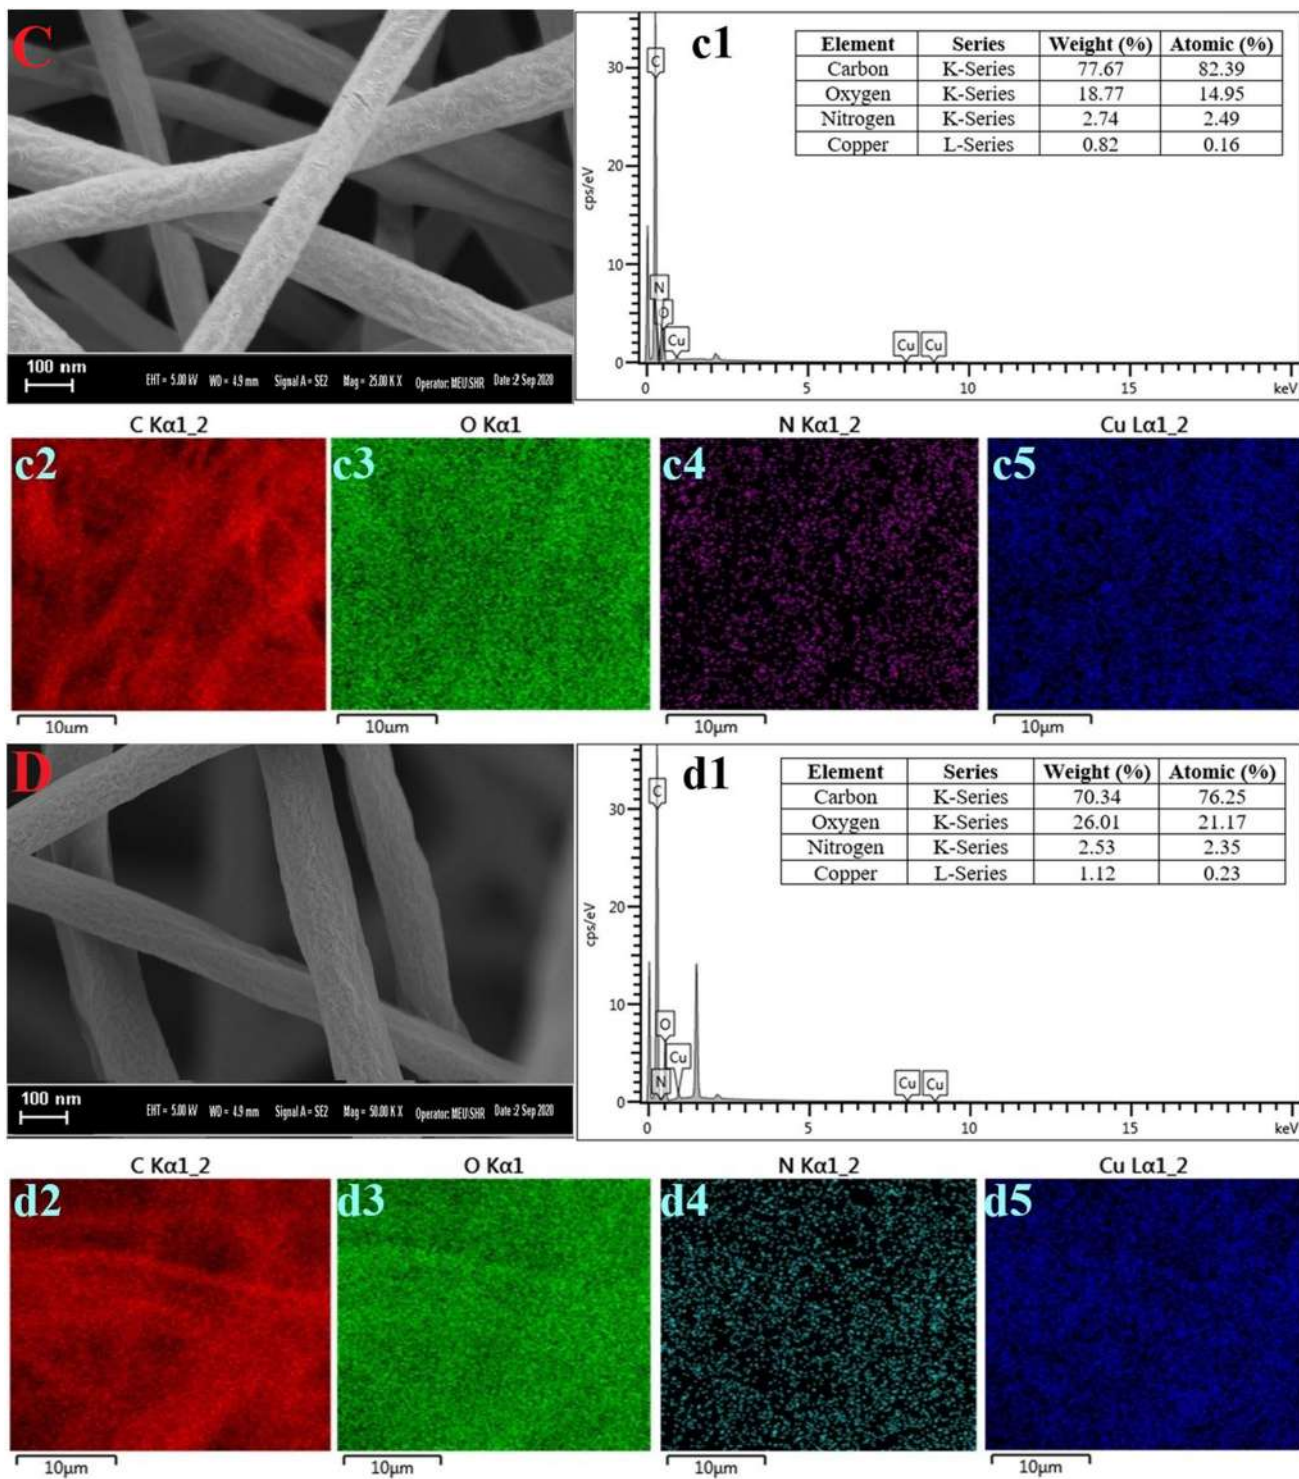 C
100 nm
EHT = 5.00 kV WD = 4.9 mm Signal A = SE2 Mag = 25.00 K X Operator: MEU.SHR Date :2 Sep 2020
c1
Element Series Weight (%) Atomic (%)
Carbon K-Series 77.67 82.39
Oxygen K-Series 18.77 14.95
Nitrogen K-Series 2.74 2.49
Copper L-Series 0.82 0.16
cps/eV
30
20
10
0
C
N
O
Cu
Cu Cu
0 5 10 15 keV
C Kα1_2 O Kα1 N Kα1_2 Cu Lα1_2
c2 c3 c4 c5
10µm 10µm 10µm 10µm
D
100 nm
EHT = 5.00 kV WD = 4.9 mm Signal A = SE2 Mag = 50.00 K X Operator: MEU.SHR Date :2 Sep 2020
d1
Element Series Weight (%) Atomic (%)
Carbon K-Series 70.34 76.25
Oxygen K-Series 26.01 21.17
Nitrogen K-Series 2.53 2.35
Copper L-Series 1.12 0.23
cps/eV
30
20
10
0
C
O
Cu
N
Cu Cu
0 5 10 15 keV
C Kα1_2 O Kα1 N Kα1_2 Cu Lα1_2
d2 d3 d4 d5
10µm 10µm 10µm 10µm